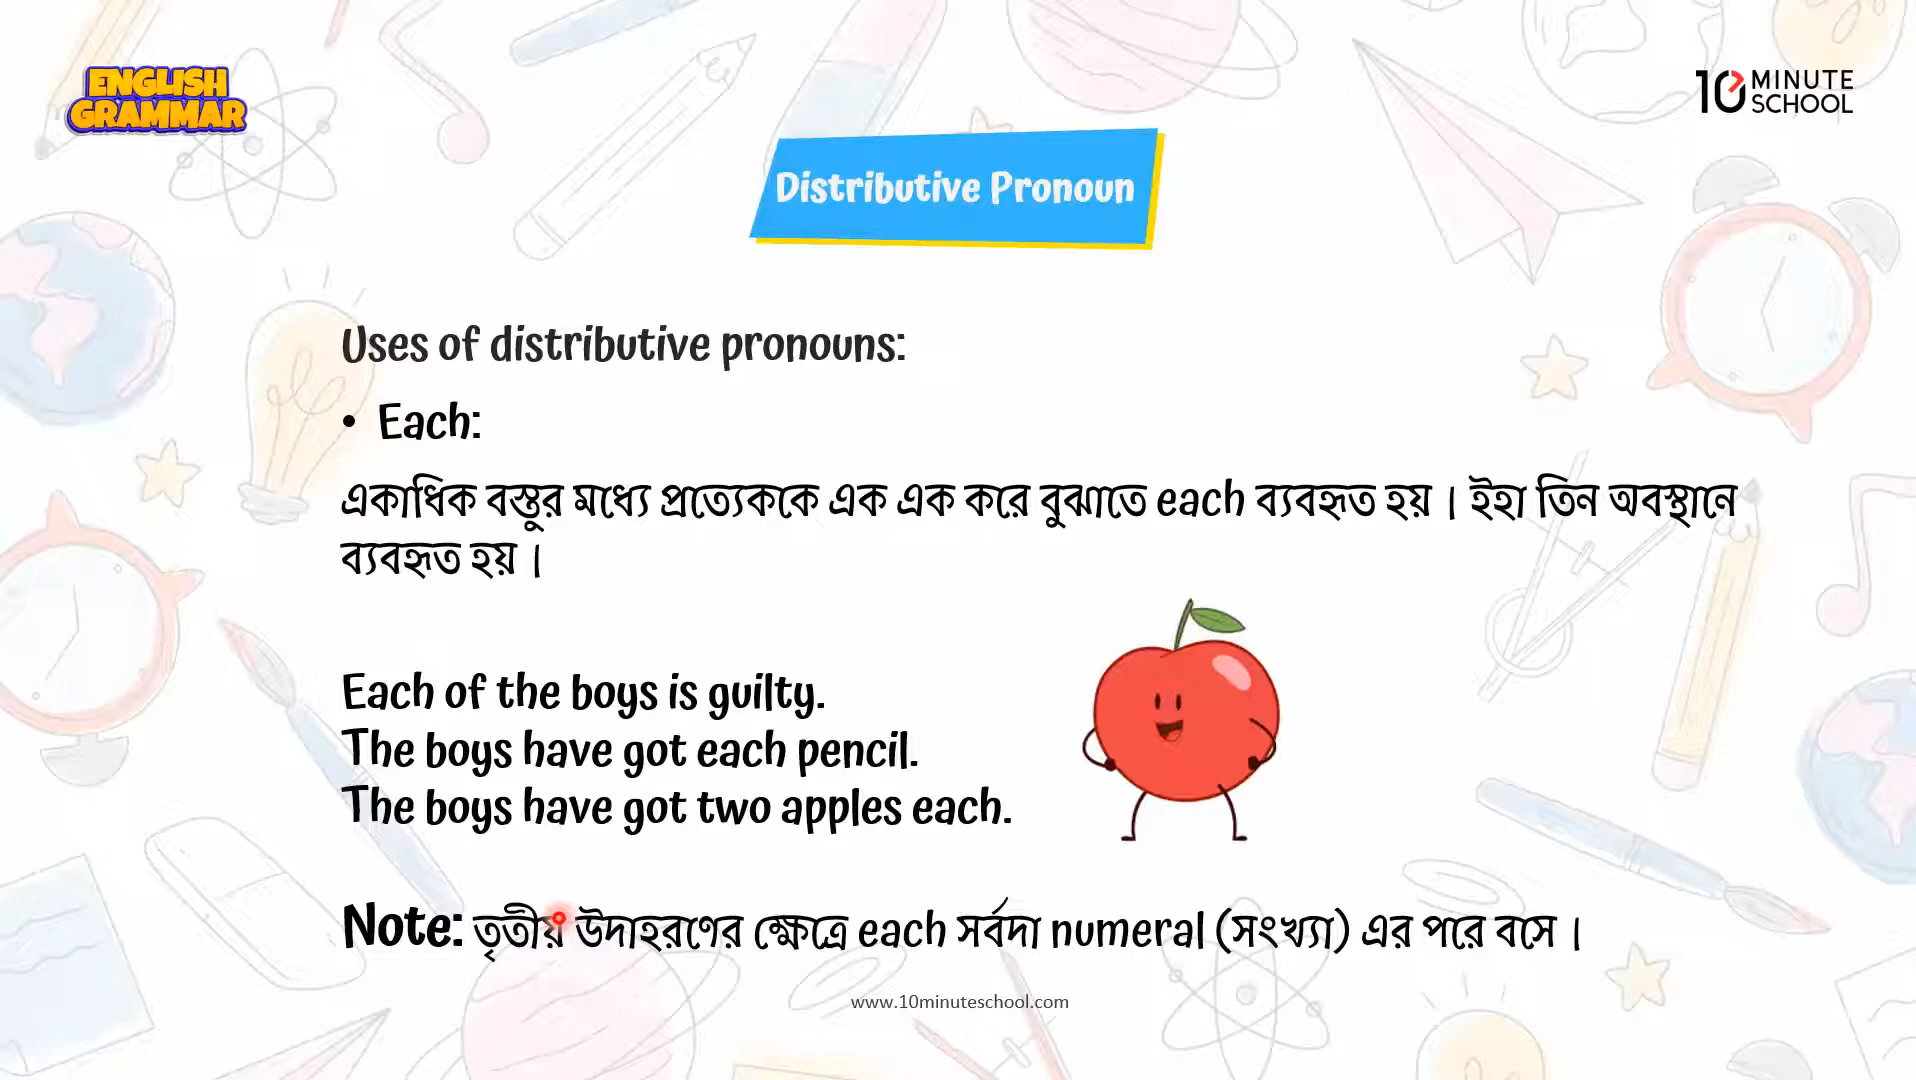 ENGLISH
GRAMMAR
10 MINUTE
SCHOOL
Distributive Pronoun
Uses of distributive pronouns:
• Each:
একাধিক বস্তুর মধ্যে প্রত্যেককে এক এক করে বুঝাতে each ব্যবহৃত হয় । ইহা তিন অবস্থানে
ব্যবহৃত হয় ।
Each of the boys is guilty.
The boys have got each pencil.
The boys have got two apples each.
Note: তৃতীয় উদাহরণের ক্ষেত্রে each সর্বদা numeral (সংখ্যা) এর পরে বসে ।
www.10minuteschool.com